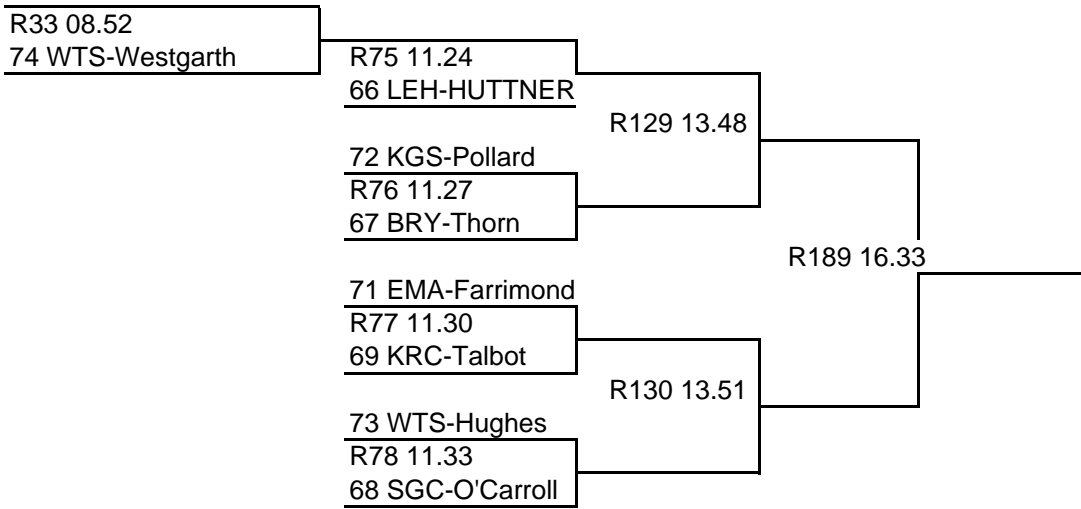 R33 08.52
74 WTS-Westgarth
R75 11.24
66 LEH-HUTTNER
R129 13.48
72 KGS-Pollard
R76 11.27
67 BRY-Thorn
R189 16.33
71 EMA-Farrimond
R77 11.30
69 KRC-Talbot
R130 13.51
73 WTS-Hughes
R78 11.33
68 SGC-O'Carroll